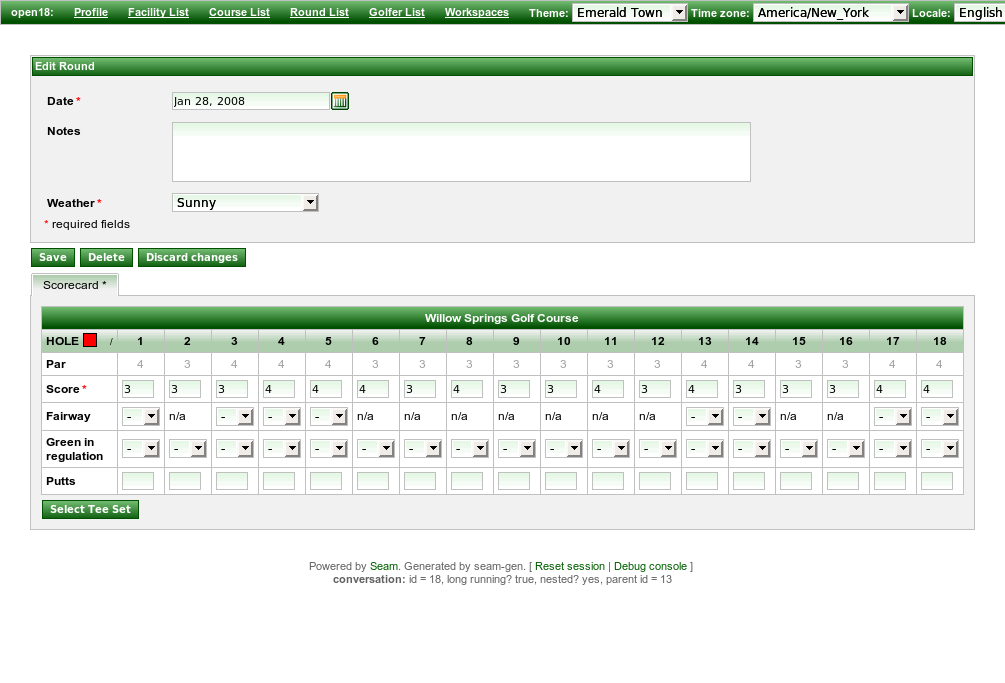 open18: Profile Facility List Course List Round List Golfer List Workspaces Theme: Emerald Town Time zone: America/New_York Locale: English
Edit Round
Date * Jan 28, 2008
Notes
Weather * Sunny
* required fields
Save Delete Discard changes
Scorecard *
Willow Springs Golf Course
HOLE / 1 2 3 4 5 6 7 8 9 10 11 12 13 14 15 16 17 18
Par 4 3 4 4 4 3 3 3 3 3 3 3 4 4 3 3 4 4
Score * 3 3 3 4 4 4 3 4 3 3 4 3 4 3 3 3 4 4
Fairway - n/a - - - n/a n/a n/a n/a n/a n/a n/a - - n/a n/a - -
Green in
regulation - - - - - - - - - - - - - - - - - -
Putts
Select Tee Set
Powered by Seam. Generated by seam-gen. [ Reset session | Debug console ]
conversation: id = 18, long running? true, nested? yes, parent id = 13